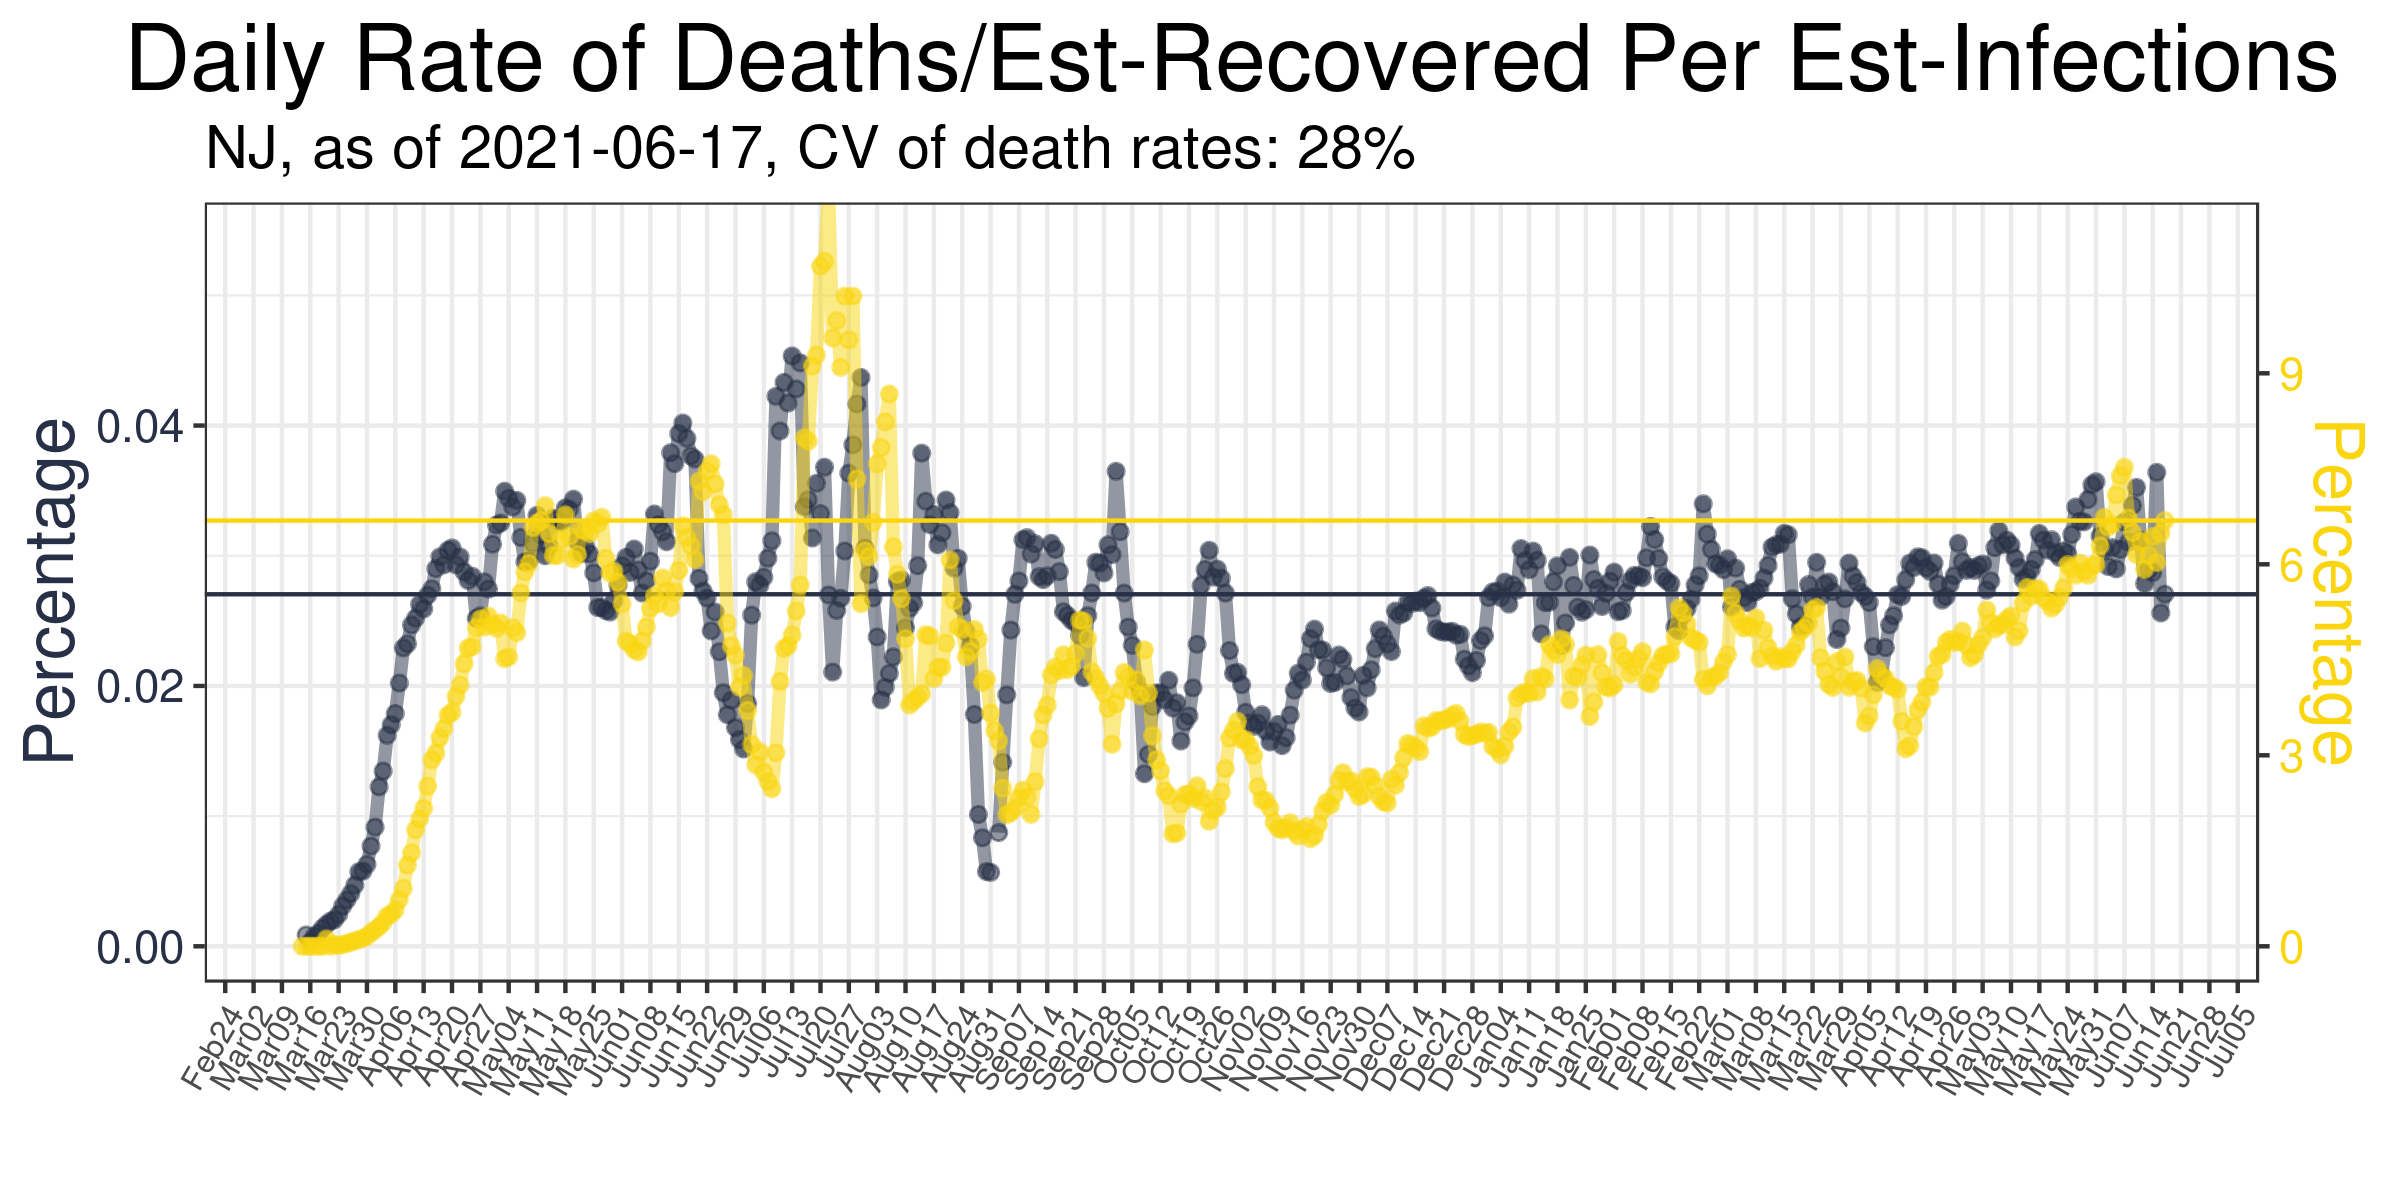 Daily Rate of Deaths/Est-Recovered Per Est-Infections
NJ, as of 2021-06-17, CV of death rates: 28%
Percentage
0.04
0.02
0.00
9
6
3
0
Percentage
Feb24
Mar02
Mar09
Mar16
Mar23
Mar30
Apr06
Apr13
Apr20
Apr27
May04
May11
May18
May25
Jun01
Jun08
Jun15
Jun22
Jun29
Jul06
Jul13
Jul20
Jul27
Aug03
Aug10
Aug17
Aug24
Aug31
Sep07
Sep14
Sep21
Sep28
Oct05
Oct12
Oct19
Oct26
Nov02
Nov09
Nov16
Nov23
Nov30
Dec07
Dec14
Dec21
Dec28
Jan04
Jan11
Jan18
Jan25
Feb01
Feb08
Feb15
Feb22
Mar01
Mar08
Mar15
Mar22
Mar29
Apr05
Apr12
Apr19
Apr26
May03
May10
May17
May24
May31
Jun07
Jun14
Jun21
Jun28
Jul05